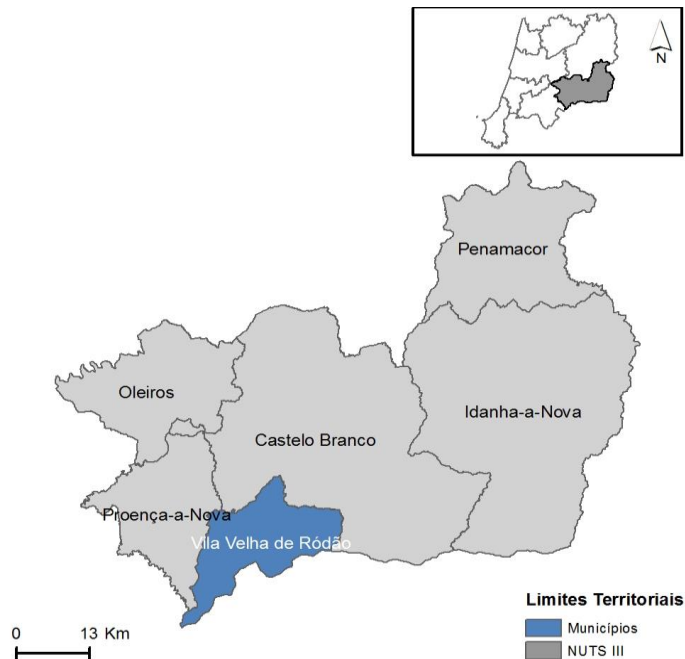 N
Penamacor
Oleiros
Idanha-a-Nova
Castelo Branco
Proença-a-Nova
Vila Velha de Ródão
Limites Territoriais
Municípios
NUTS III
0 13 Km